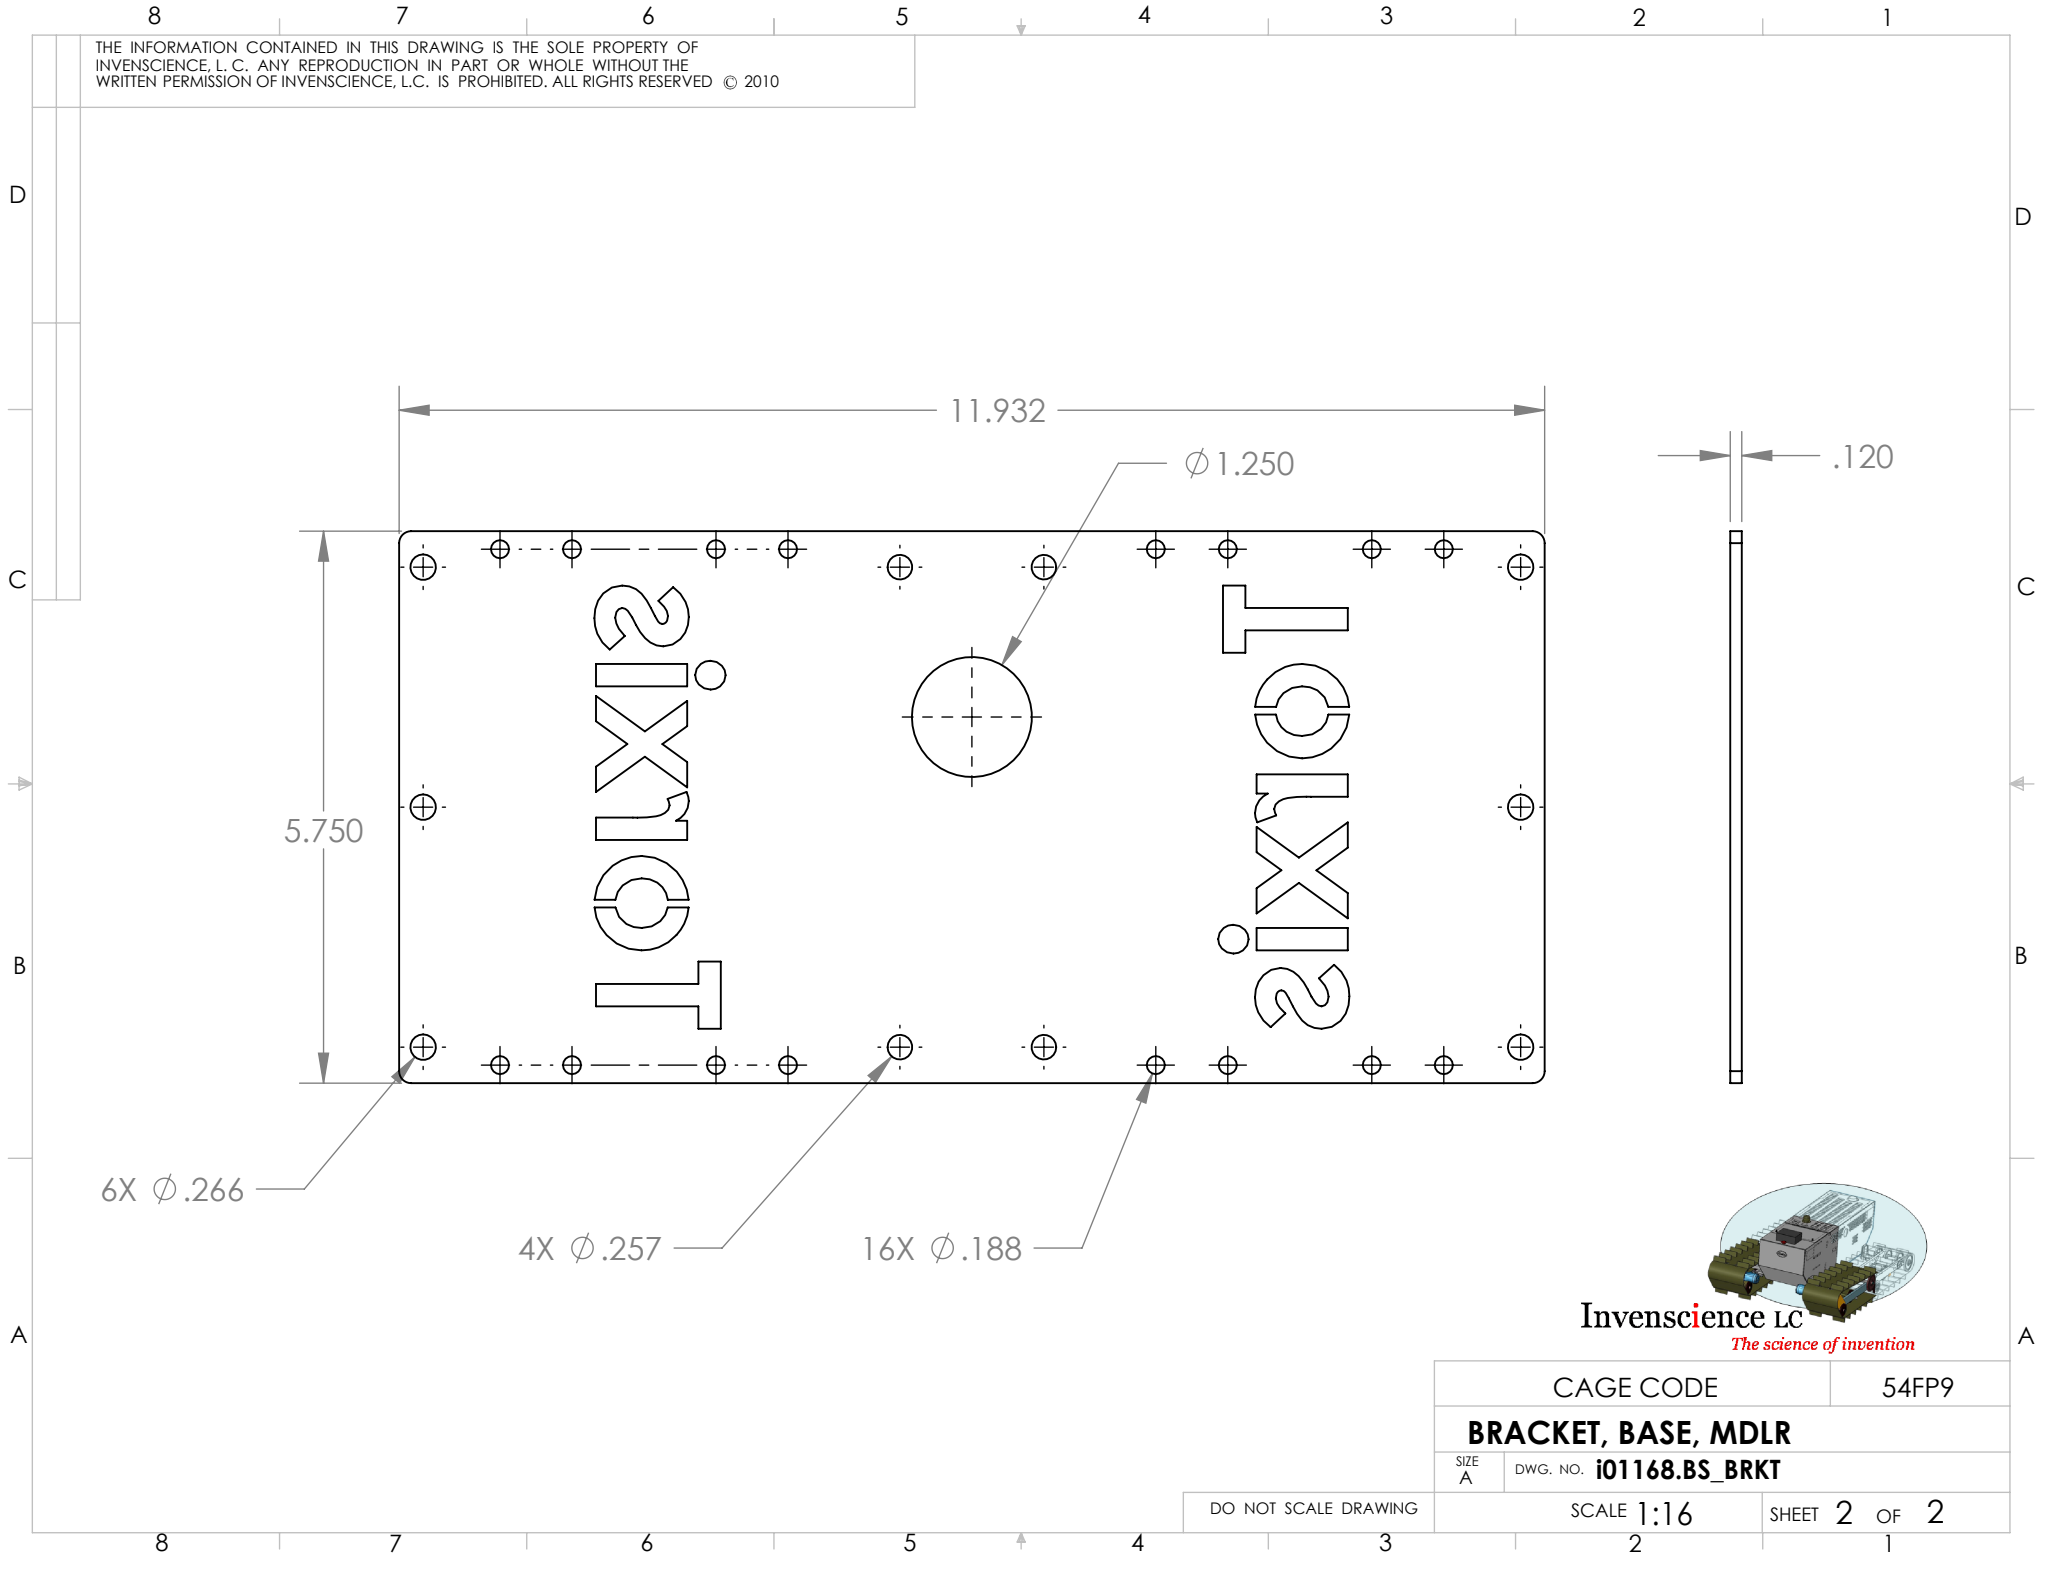 8 7 6 5 4 3 2 1
THE INFORMATION CONTAINED IN THIS DRAWING IS THE SOLE PROPERTY OF
INVENSCIENCE, L. C. ANY REPRODUCTION IN PART OR WHOLE WITHOUT THE
WRITTEN PERMISSION OF INVENSCIENCE, L.C. IS PROHIBITED. ALL RIGHTS RESERVED © 2010
D D
11.932
∅1.250
.120
C C
sixroT
sixroT
5.750
B B
6X ∅.266
4X ∅.257
16X ∅.188
Invenscience LC
The science of invention
A A
CAGE CODE 54FP9
BRACKET, BASE, MDLR
SIZE
A
DWG. NO. i01168.BS_BRKT
DO NOT SCALE DRAWING
SCALE 1:16
SHEET 2 OF 2
8 7 6 5 4 3 2 1